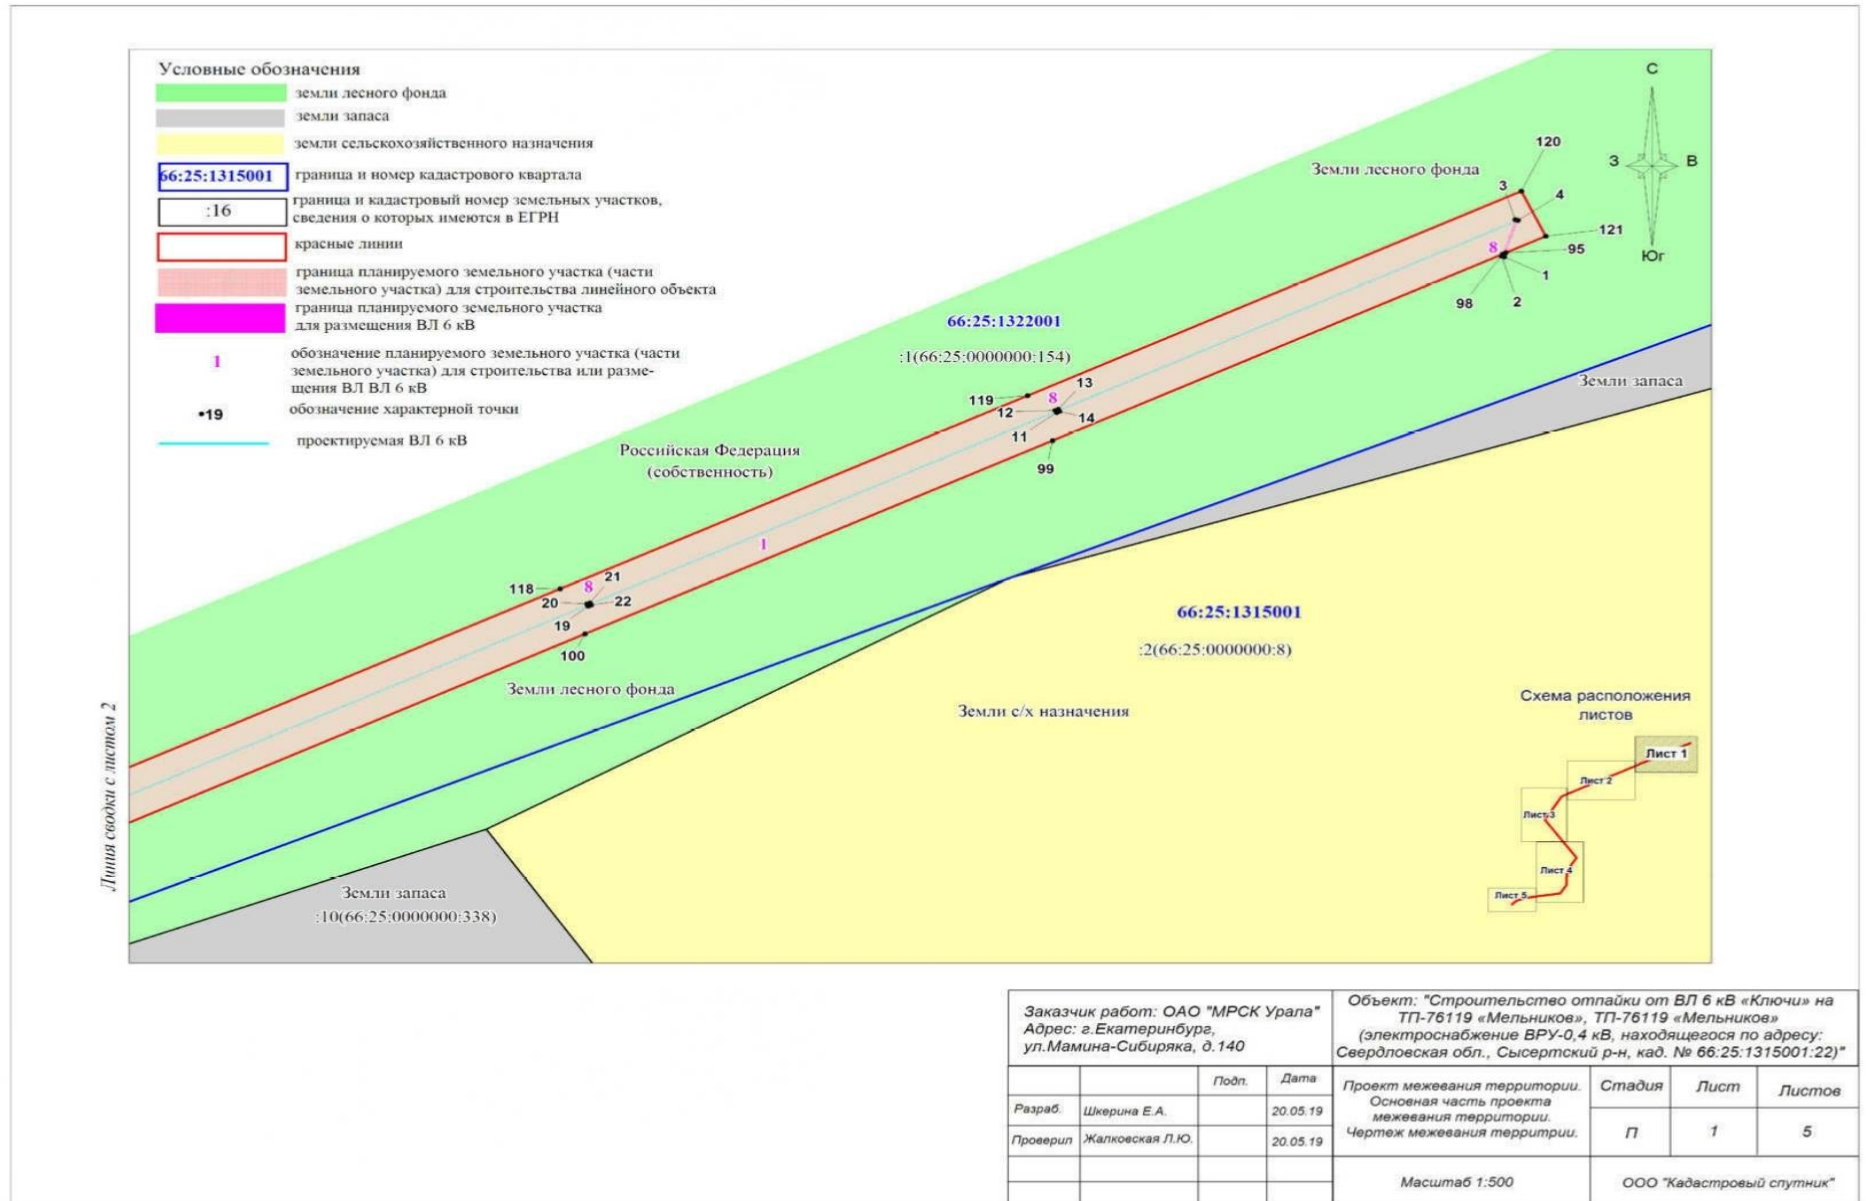 Условные обозначения
земли лесного фонда
земли запаса
земли сельскохозяйственного назначения
66:25:1315001
граница и номер кадастрового квартала
:16
граница и кадастровый номер земельных участков,
сведения о которых имеются в ЕГРН
красные линии
граница планируемого земельного участка (части
земельного участка) для строительства линейного объекта
граница планируемого земельного участка
для размещения ВЛ 6 кВ
1
обозначение планируемого земельного участка (части
земельного участка) для строительства или разме-
щения ВЛ ВЛ 6 кВ
•19
обозначение характерной точки
проектируемая ВЛ 6 кВ
С
З
В
Юг
120
Земли лесного фонда
3
4
121
8
95
1
98
2
66:25:1322001
:1(66:25:0000000:154)
Земли запаса
13
119
8
12
14
11
99
Российская Федерация
(собственность)
1
118
8
21
20
22
19
100
66:25:1315001
:2(66:25:0000000:8)
Земли лесного фонда
Земли с/х назначения
Линия сводки с листом 2
Схема расположения
листов
Лист 1
Лист 2
Лист 3
Лист 4
Лист 5
Земли запаса
:10(66:25:0000000:338)
Заказчик работ: ОАО "МРСК Урала"
Адрес: г.Екатеринбург,
ул.Мамина-Сибиряка, д.140
Объект: "Строительство отпайки от ВЛ 6 кВ «Ключи» на
ТП-76119 «Мельников», ТП-76119 «Мельников»
(электроснабжение ВРУ-0,4 кВ, находящегося по адресу:
Свердловская обл., Сысертский р-н, кад. № 66:25:1315001:22)"
Подп.
Дата
Разраб.
Шкерина Е.А.
20.05.19
Проверил
Жалковская Л.Ю.
20.05.19
Проект межевания территории.
Основная часть проекта
межевания территории.
Чертеж межевания территрии.
Стадия
Лист
Листов
П
1
5
Масштаб 1:500
ООО "Кадастровый спутник"